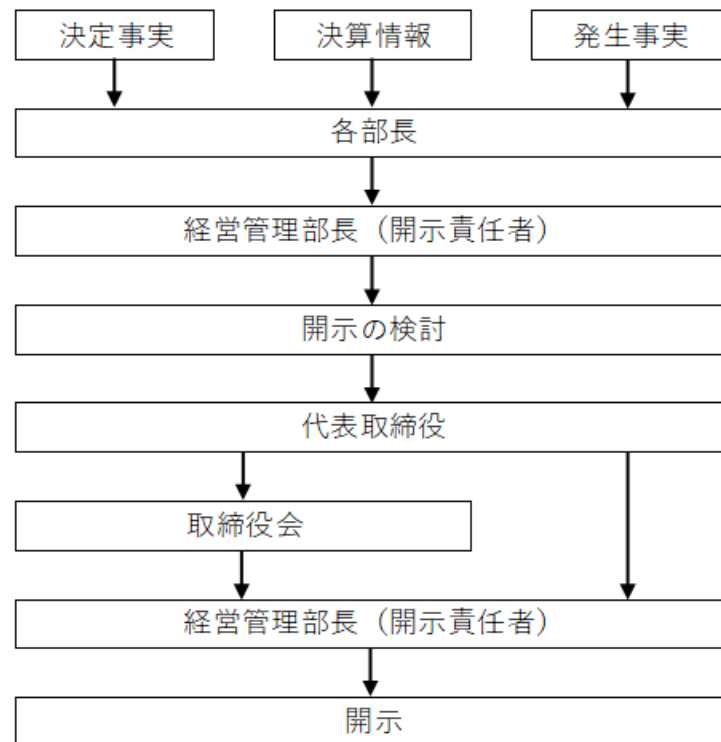 決定事実
決算情報
発生事実
各部長
経営管理部長（開示責任者）
開示の検討
代表取締役
取締役会
経営管理部長（開示責任者）
開示